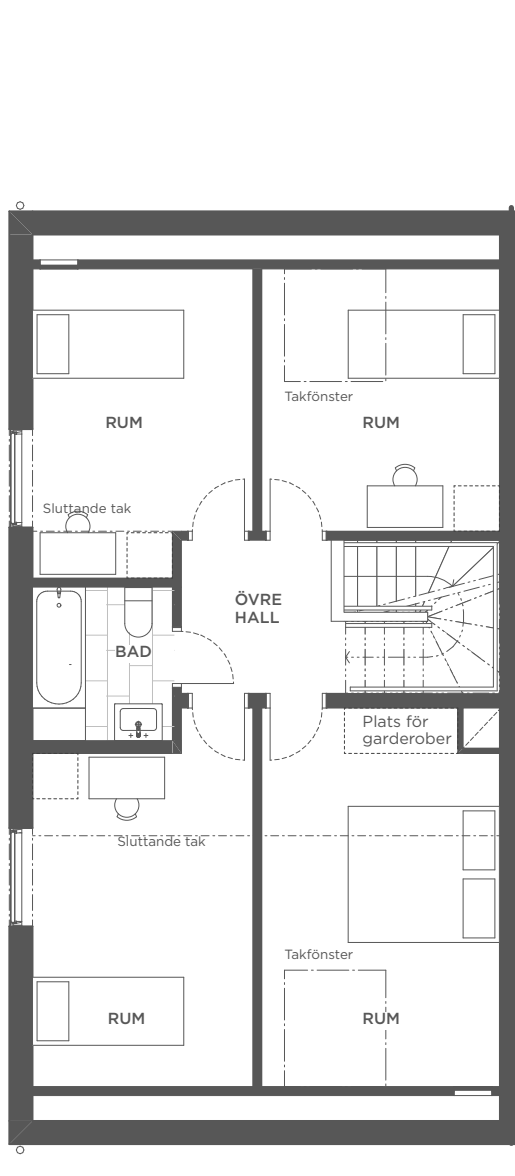 Takfönster
RUM
RUM
Sluttande tak
ÖVRE
HALL
BAD
Plats för
garderober
Sluttande tak
Takfönster
RUM
RUM